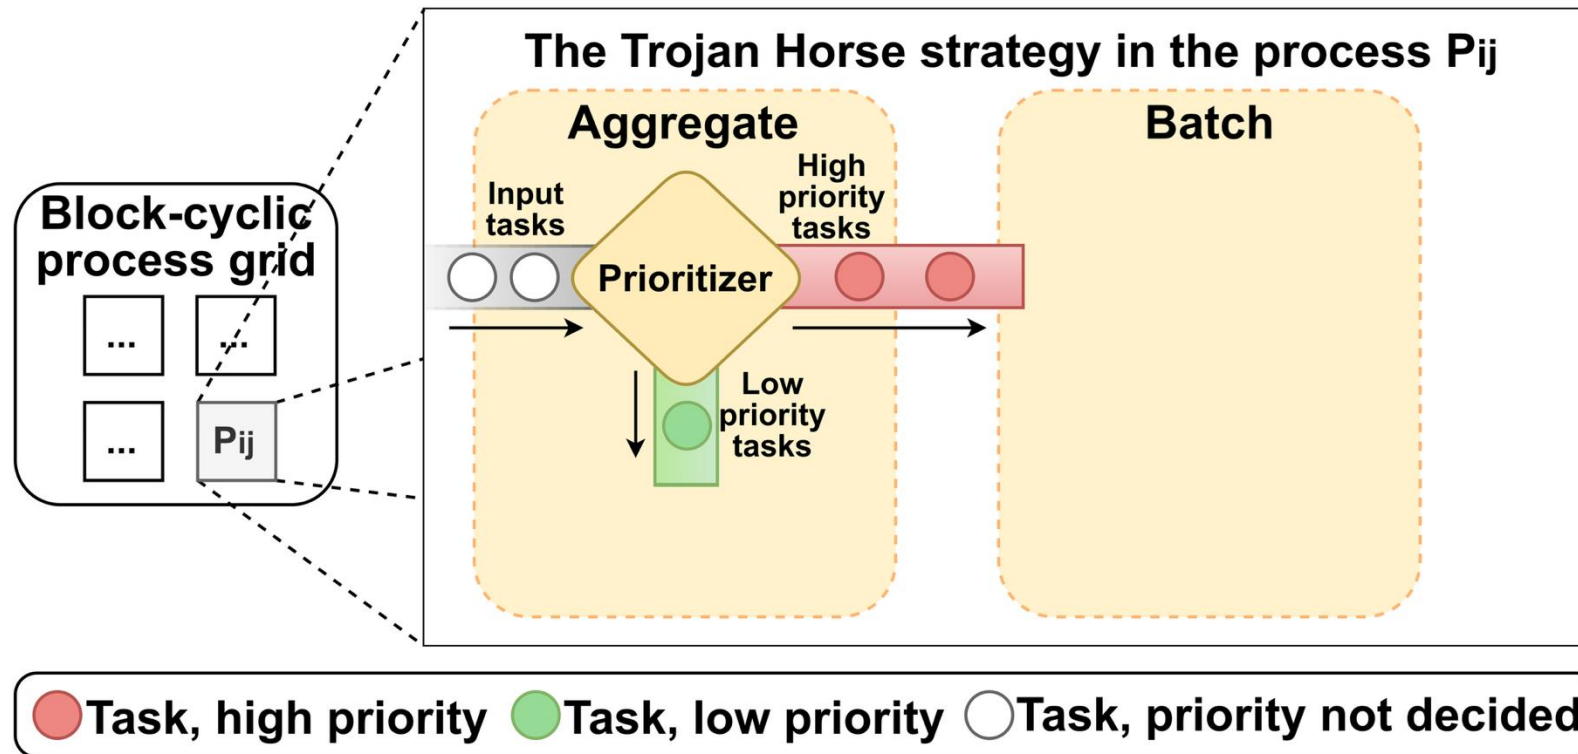 The Trojan Horse strategy in the process Pij
Aggregate
Batch
Block-cyclic
process grid
...
...
...
Pij
Input
tasks
Prioritizer
High
priority
tasks
Low
priority
tasks
Task, high priority
Task, low priority
Task, priority not decided